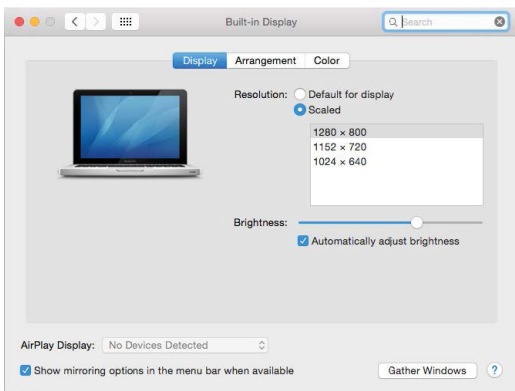 Built-in Display
Search
Display Arrangement Color
Resolution: Default for display
Scaled
1280 × 800
1152 × 720
1024 × 640
Brightness:
Automatically adjust brightness
AirPlay Display: No Devices Detected
Show mirroring options in the menu bar when available
Gather Windows ?